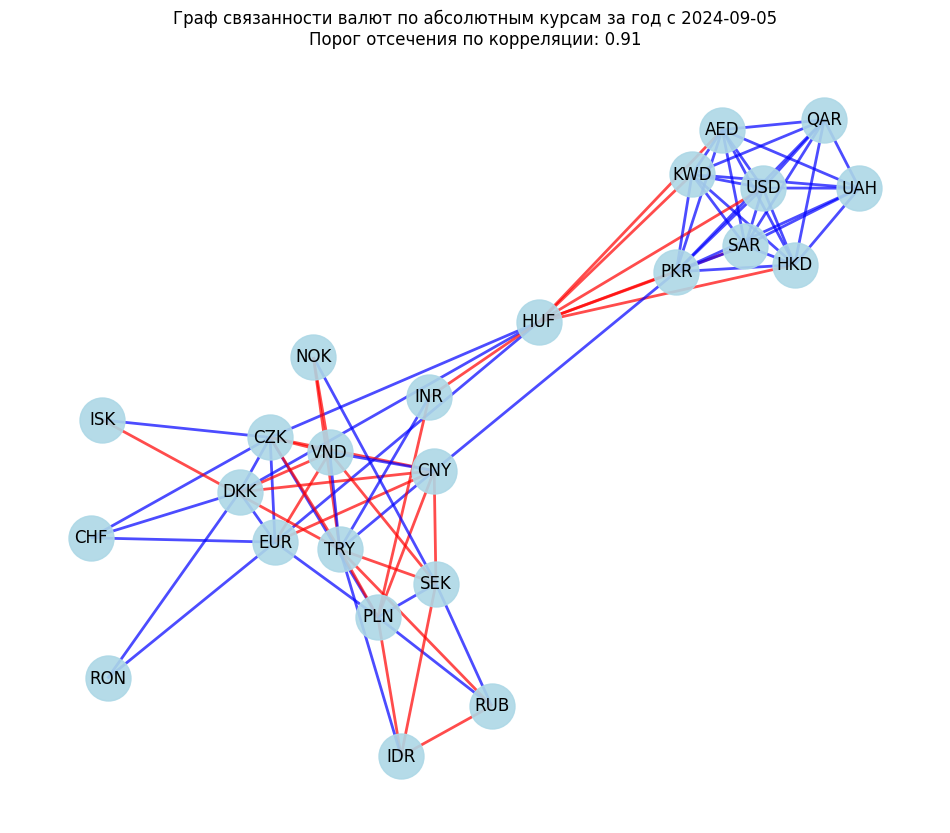 Граф связанности валют по абсолютным курсам за год с 2024-09-05
Порог отсечения по корреляции: 0.91
QAR
AED
KWD
USD
UAH
SAR
HKD
PKR
HUF
NOK
INR
ISK
CZK
VND
CNY
DKK
CHF
EUR
TRY
SEK
PLN
RON
RUB
IDR